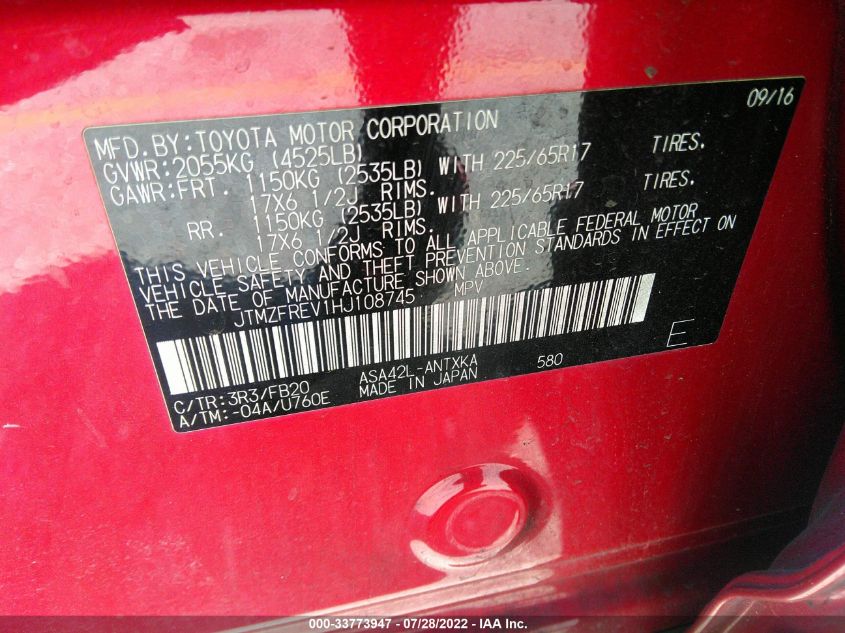 09/16
MFD. BY: TOYOTA MOTOR CORPORATION
GVWR: 2055KG (4525LB)
GAWR: FRT. 1150KG (2535LB) WITH 225/65R17 TIRES.
17X6 1/2J RIMS.
RR. 1150KG (2535LB) WITH 225/65R17 TIRES.
17X6 1/2J RIMS.
THIS VEHICLE CONFORMS TO ALL APPLICABLE FEDERAL MOTOR
VEHICLE SAFETY AND THEFT PREVENTION STANDARDS IN EFFECT ON
THE DATE OF MANUFACTURE SHOWN ABOVE.
JTMZFREV1HJ108745 MPV
E
C/TR: 3R3/FB20 ASA42L-ANTXKA 580
A/TM: -04A/U760E MADE IN JAPAN
000-33773947 - 07/28/2022 - IAA Inc.